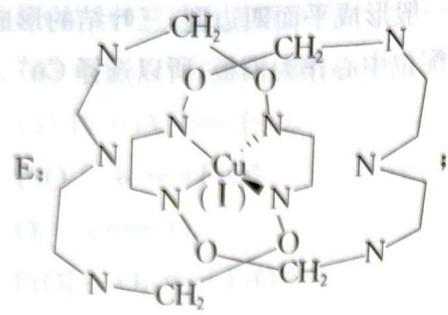 CH₂
N CH₂ N
O O
N N
E: N Cu N ;
N (I) N
O O
N CH₂ CH₂ N